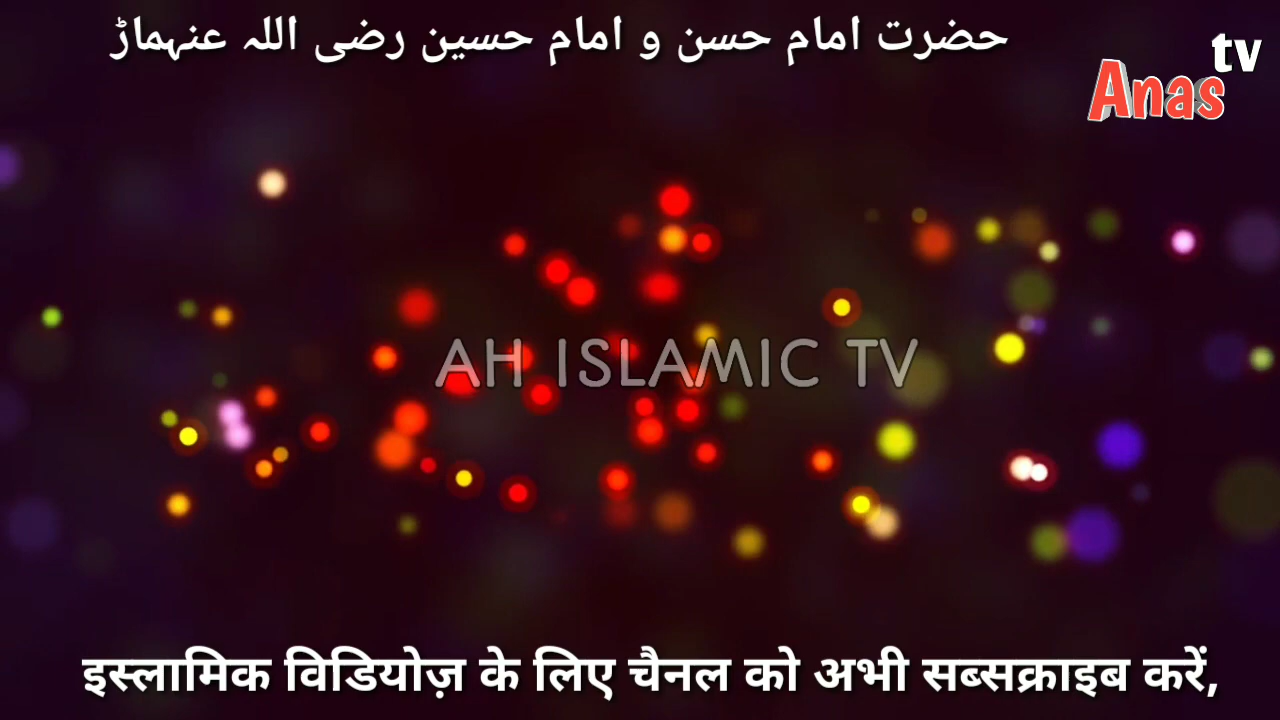 حضرت امام حسن و امام حسین رضی اللہ عنہماڑ
tv
Anas
AH ISLAMIC TV
इस्लामिक विडियोज़ के लिए चैनल को अभी सब्सक्राइब करें,